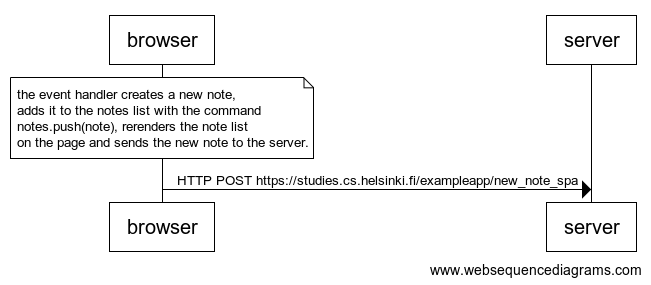 browser
server
the event handler creates a new note,
adds it to the notes list with the command
notes.push(note), rerenders the note list
on the page and sends the new note to the server.
HTTP POST https://studies.cs.helsinki.fi/exampleapp/new_note_spa
browser
server
www.websequencediagrams.com